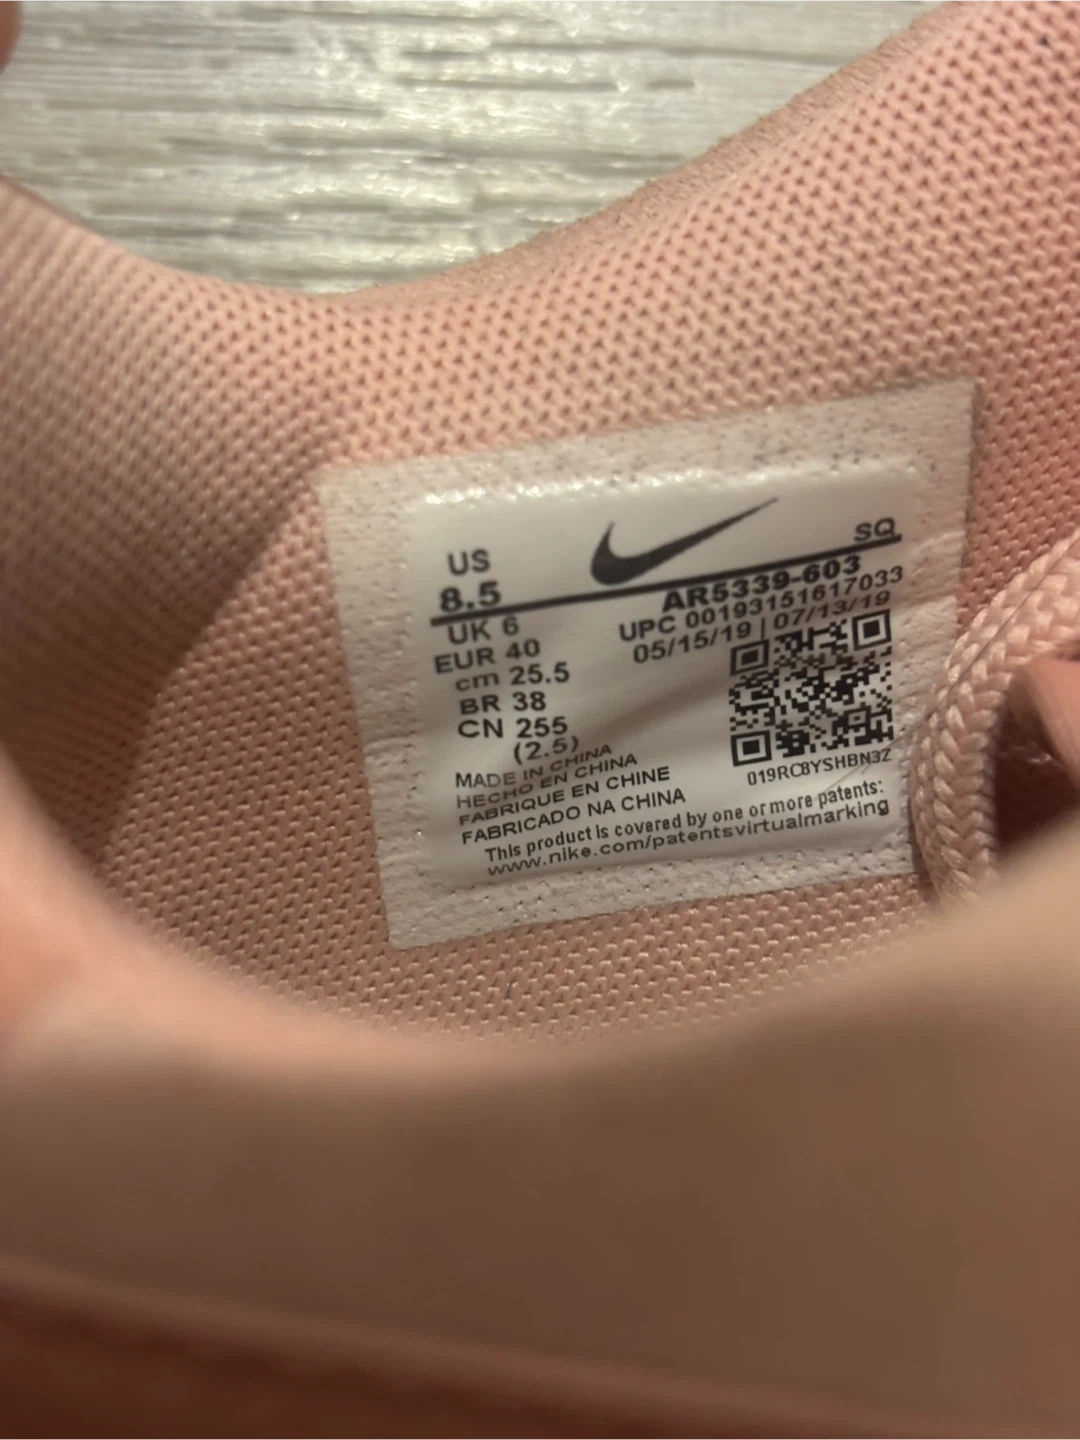 US
8.5
UK 6
EUR 40
cm 25.5
BR 38
CN 255
(2.5)
SQ
AR5339-603
UPC 00193151617033
05/15/19 | 07/13/19
019RC8YSHBN3Z
MADE IN CHINA
HECHO EN CHINA
FABRIQUE EN CHINE
FABRICADO NA CHINA
This product is covered by one or more patents:
www.nike.com/patentsvirtualmarking